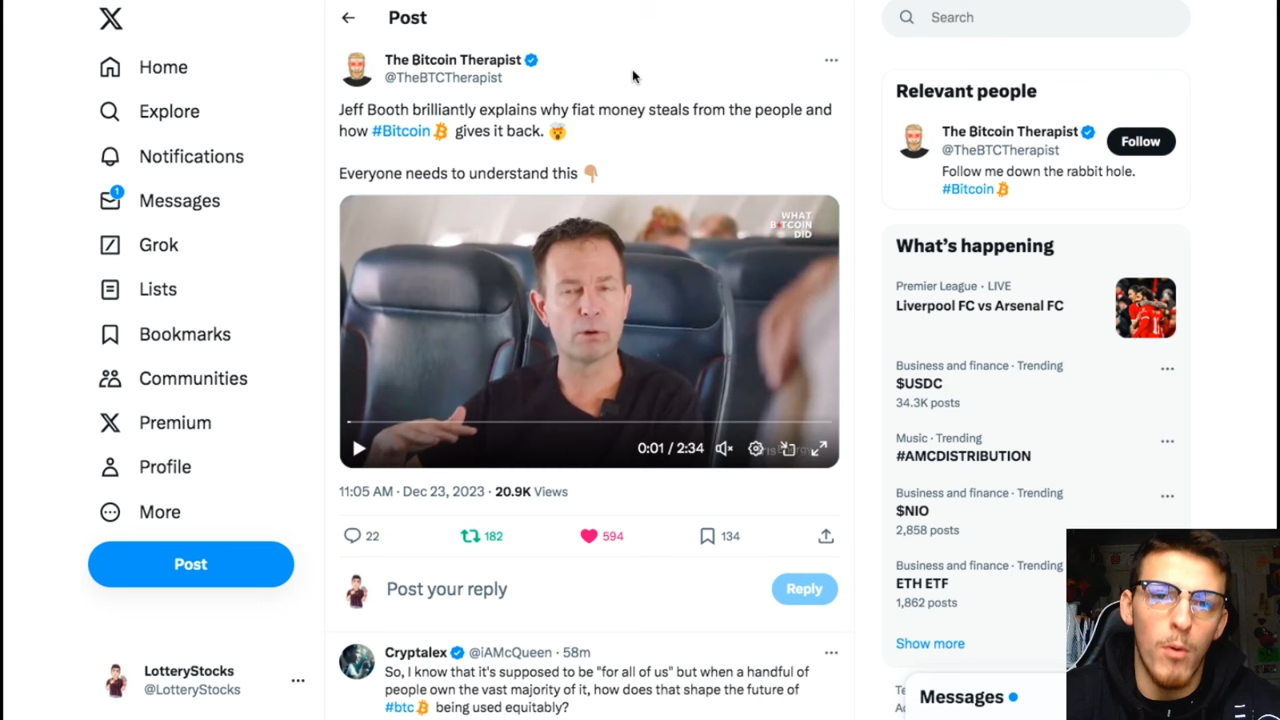 Home
Explore
Notifications
1
Messages
Grok
Lists
Bookmarks
Communities
Premium
Profile
More
Post
LotteryStocks
@LotteryStocks
Post
The Bitcoin Therapist
@TheBTCTherapist
Jeff Booth brilliantly explains why fiat money steals from the people and
how #Bitcoin gives it back. 🤯
Everyone needs to understand this 👇🏼
WHAT
BITCOIN
DID
0:01 / 2:34
11:05 AM · Dec 23, 2023 · 20.9K Views
22
182
594
134
Post your reply
Reply
Cryptalex @iAMcQueen · 58m
So, I know that it's supposed to be "for all of us" but when a handful of
people own the vast majority of it, how does that shape the future of
#btc being used equitably?
Search
Relevant people
The Bitcoin Therapist
@TheBTCTherapist
Follow
Follow me down the rabbit hole.
#Bitcoin
What's happening
Premier League · LIVE
Liverpool FC vs Arsenal FC
Business and finance · Trending
$USDC
34.3K posts
Music · Trending
#AMCDISTRIBUTION
Business and finance · Trending
$NIO
2,858 posts
Business and finance · Trending
ETH ETF
1,862 posts
Show more
Messages